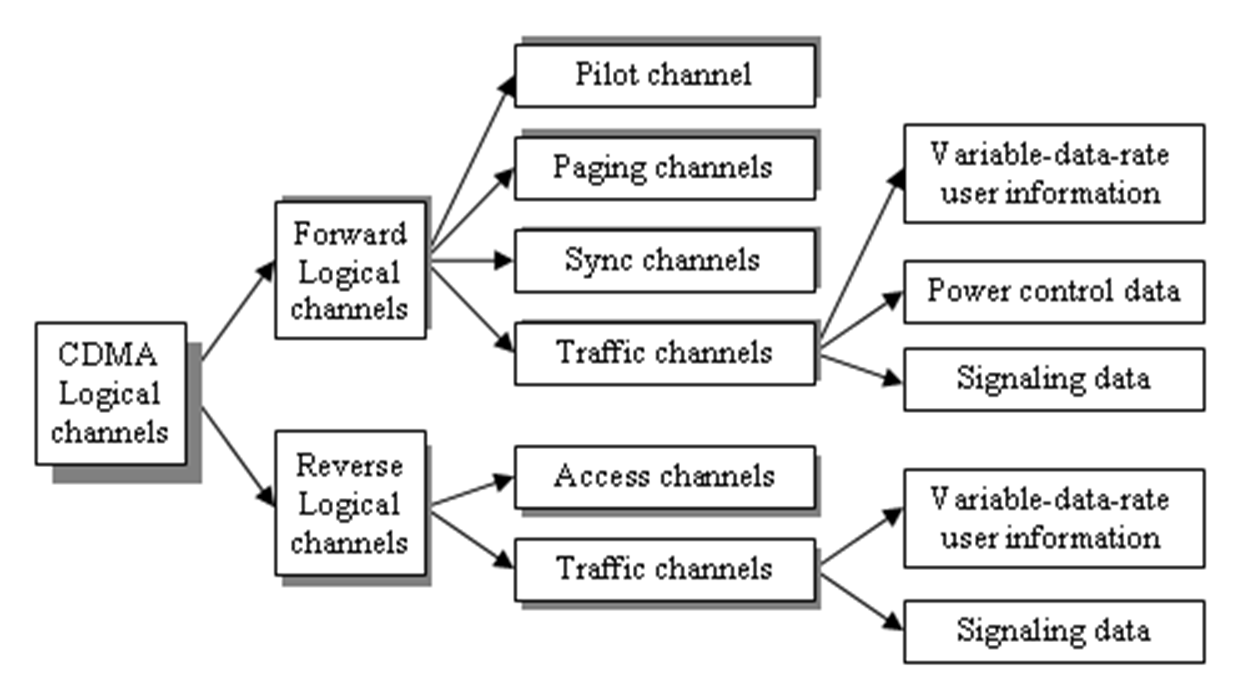 CDMA
Logical
channels
Forward
Logical
channels
Pilot channel
Paging channels
Sync channels
Traffic channels
Variable-data-rate
user information
Power control data
Signaling data
Reverse
Logical
channels
Access channels
Traffic channels
Variable-data-rate
user information
Signaling data